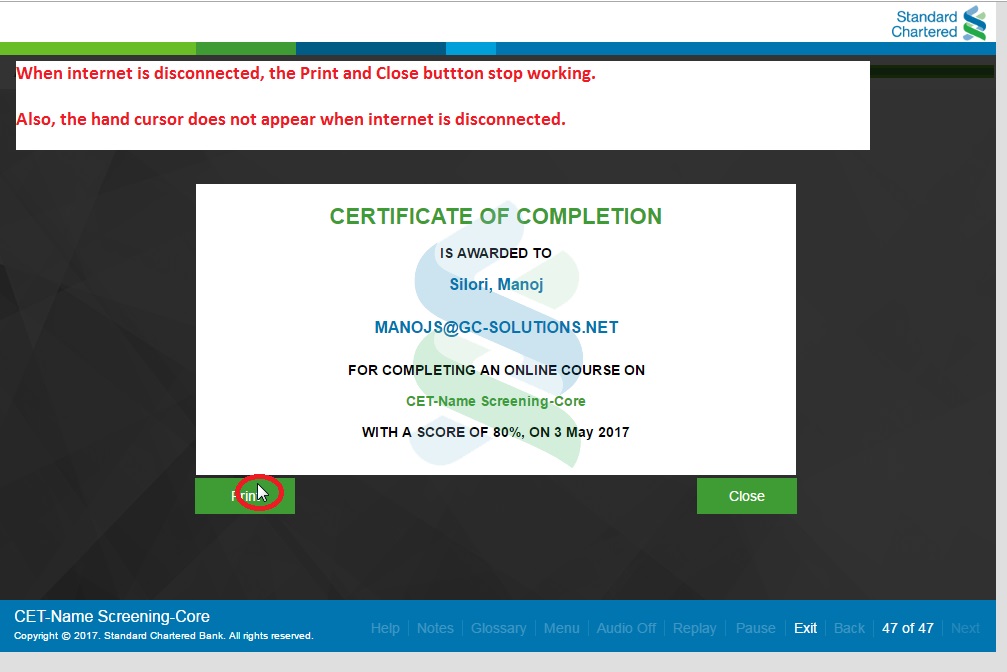 Standard
Chartered
When internet is disconnected, the Print and Close buttton stop working.
Also, the hand cursor does not appear when internet is disconnected.
CERTIFICATE OF COMPLETION
IS AWARDED TO
Silori, Manoj
MANOJS@GC-SOLUTIONS.NET
FOR COMPLETING AN ONLINE COURSE ON
CET-Name Screening-Core
WITH A SCORE OF 80%, ON 3 May 2017
Print
Close
CET-Name Screening-Core
Copyright © 2017. Standard Chartered Bank. All rights reserved.
Help Notes Glossary Menu Audio Off Replay Pause Exit Back 47 of 47 Next